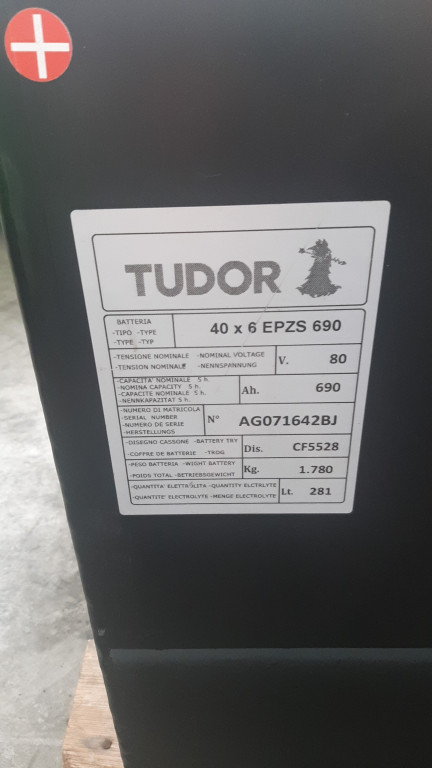 TUDOR
BATTERIA
-TIPO -TYPE
-TYPE -TYP
40 x 6 EPZS 690
-TENSIONE NOMINALE -NOMINAL VOLTAGE
-TENSION NOMINALE -NENNSPANNUNG
V. 80
-CAPACITA' NOMINALE 5 h.
-NOMINA CAPACITY 5 h.
-CAPACITE NOMINALE 5 h.
-NENNKAPAZITAT 5 h.
Ah. 690
-NUMERO DI MATRICOLA
-SERIAL NUMBER
-NUMERO DE SERIE
-HERSTELLUNGS
N° AG071642BJ
-DISEGNO CASSONE -BATTERY TRY
-COFFRE DE BATTERIE -TROG
Dis. CF5528
-PESO BATTERIA -WIGHT BATTERY
-POIDS TOTAL -BETRIEBSGEWICHT
Kg. 1.780
-QUANTITA' ELETTROLITA -QUANTITY ELCTRLYTE
-QUANTITE' ELECTROLYTE -MENGE ELECTROLYTE
Lt. 281